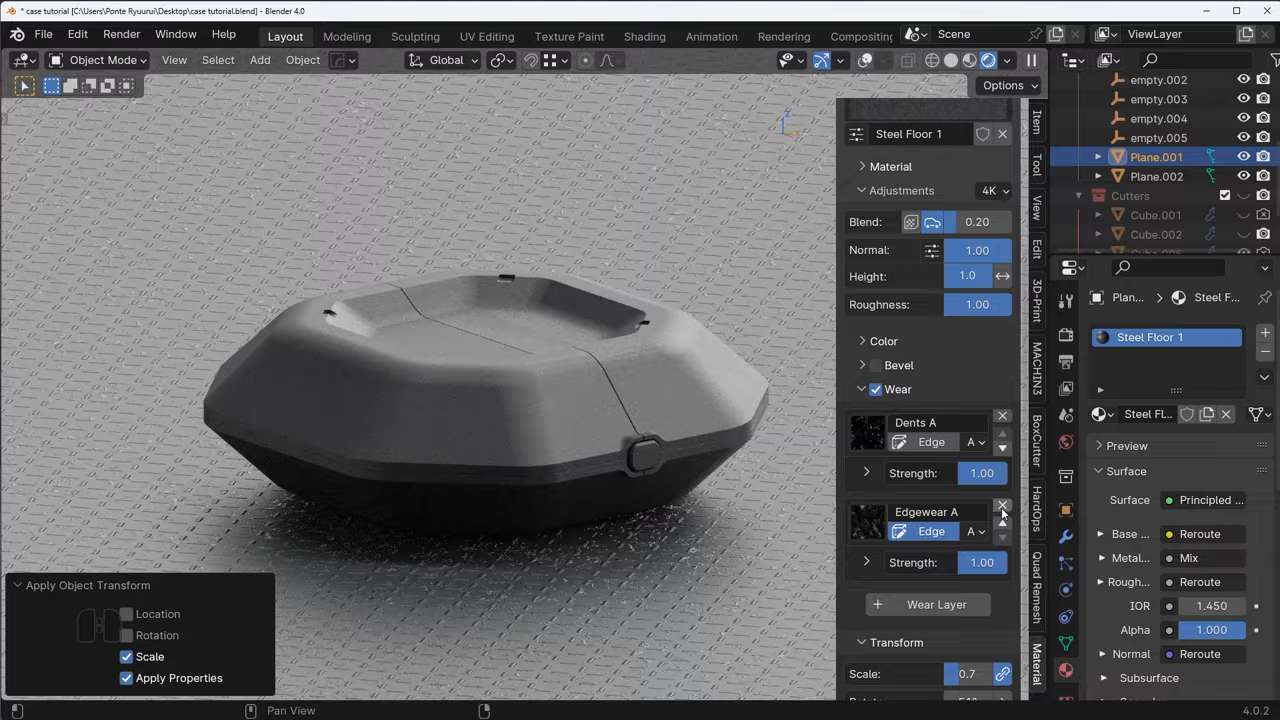 * case tutorial [C:\Users\Ponte Ryuurui\Desktop\case tutorial.blend] - Blender 4.0
File Edit Render Window Help Layout Modeling Sculpting UV Editing Texture Paint Shading Animation Rendering Compositing Scene ViewLayer
Object Mode View Select Add Object Global
Options
empty.002
empty.003
empty.004
empty.005
Plane.001
Plane.002
Cutters
Cube.001
Cube.002
Item
Tool
View
Edit
3D-Print
MACHIN3
BoxCutter
HardOps
Quad Remesh
Material
Steel Floor 1
Material
Adjustments 4K
Blend: 0.20
Normal: 1.00
Height: 1.0
Roughness: 1.00
Color
Bevel
Wear
Dents A
Edge A
Strength: 1.00
Edgewear A
Edge A
Strength: 1.00
+ Wear Layer
Transform
Scale: 0.7
Plan... > Steel F...
Steel Floor 1
Steel Fl...
Preview
Surface
Surface Principled ...
Base ... Reroute
Metal... Mix
Rough... Reroute
IOR 1.450
Alpha 1.000
Normal Reroute
Subsurface
Apply Object Transform
Location
Rotation
Scale
Apply Properties
Pan View
4.0.2